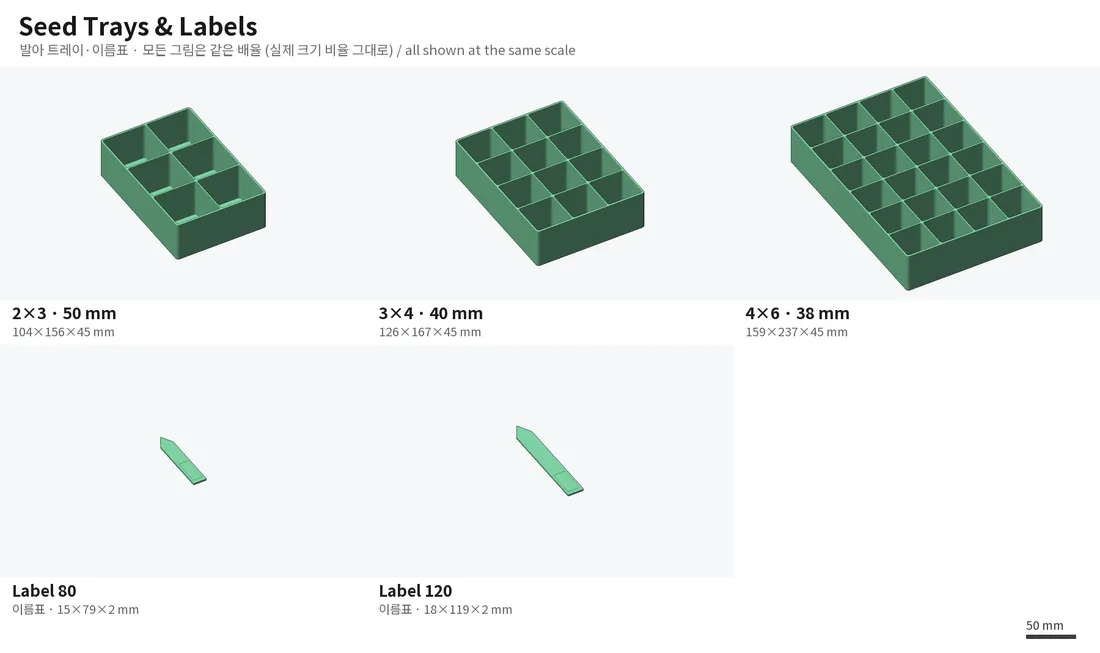 Seed Trays & Labels
발아 트레이 · 이름표 · 모든 그림은 같은 배율 (실제 크기 비율 그대로) / all shown at the same scale
2×3 · 50 mm
104×156×45 mm
3×4 · 40 mm
126×167×45 mm
4×6 · 38 mm
159×237×45 mm
Label 80
이름표 · 15×79×2 mm
Label 120
이름표 · 18×119×2 mm
50 mm